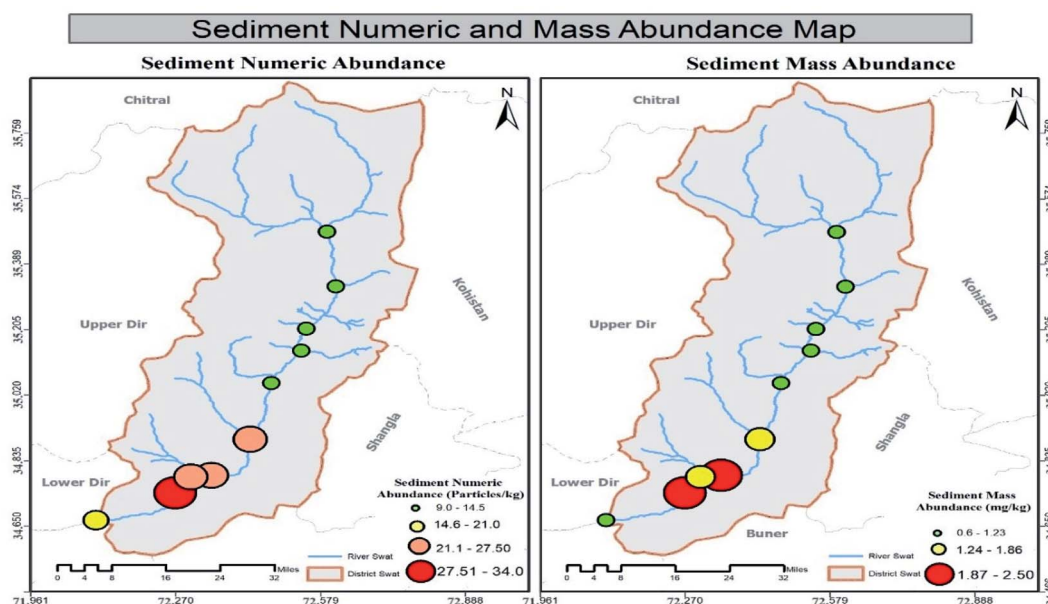 Sediment Numeric and Mass Abundance Map
Sediment Numeric Abundance
Chitral
N
35.759
35.574
35.389
35.205
35.020
34.835
34.650
Kohistan
Upper Dir
Shangla
Lower Dir
Sediment Numeric
Abundance (Particles/kg)
9.0 - 14.5
14.6 - 21.0
21.1 - 27.50
27.51 - 34.0
River Swat
District Swat
0 4 8 16 24 32
Miles
71.961 72.270 72.579 72.888
Sediment Mass Abundance
Chitral
N
Kohistan
Upper Dir
Shangla
Lower Dir
Buner
Sediment Mass
Abundance (mg/kg)
0.6 - 1.23
1.24 - 1.86
1.87 - 2.50
River Swat
District Swat
0 4 8 16 24 32
Miles
71.961 72.270 72.579 72.888